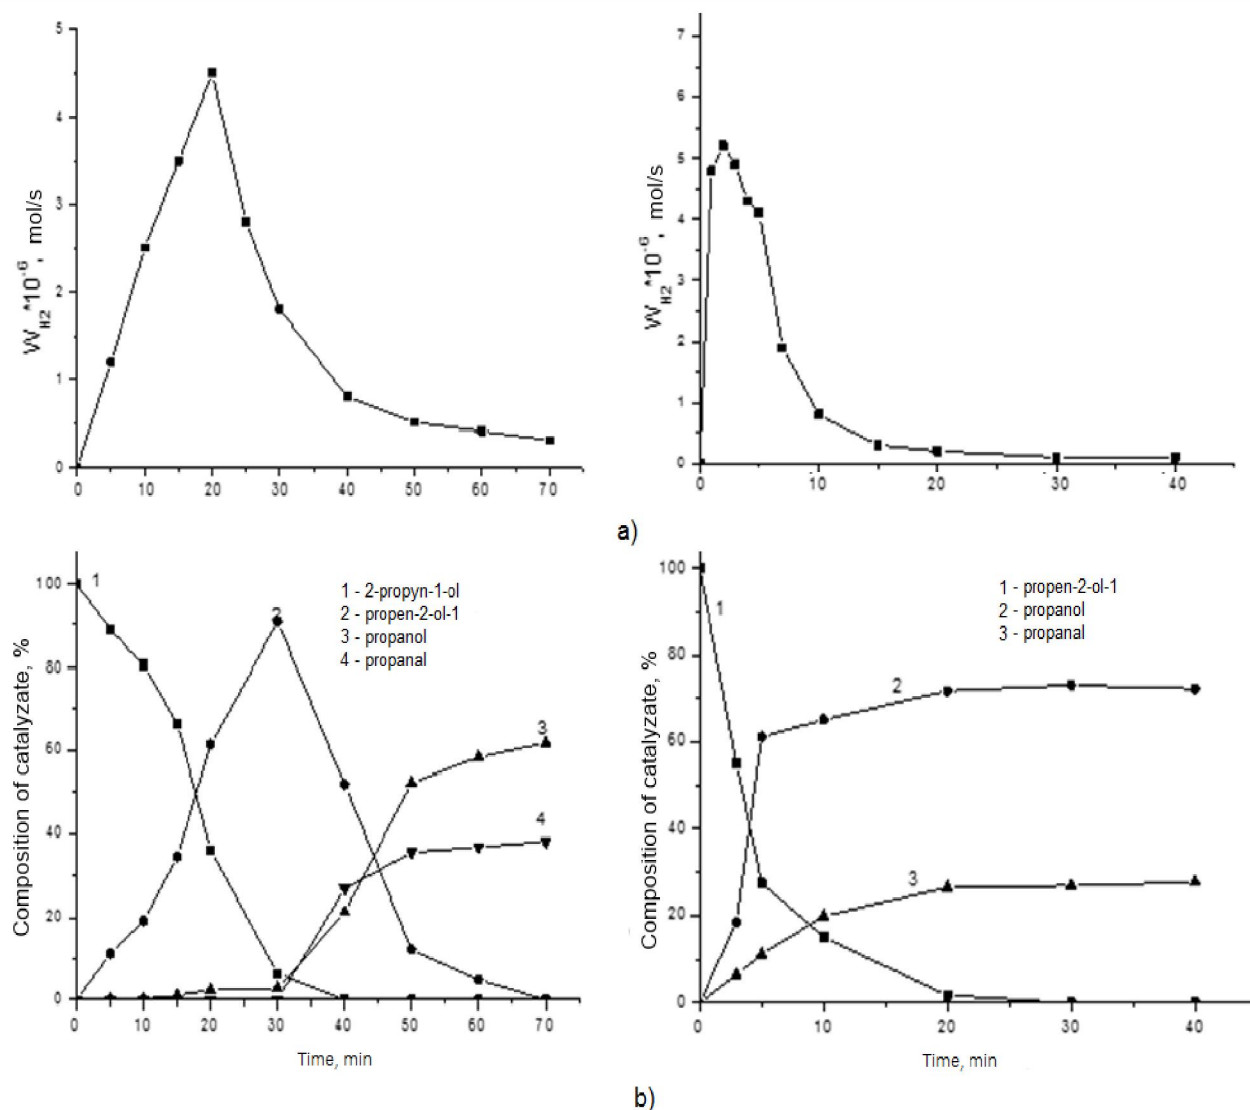 5
4
3
2
1
0
W_H2 *10^-6, mol/s
0 10 20 30 40 50 60 70
7
6
5
4
3
2
1
0
W_H2 *10^-6, mol/s
0 10 20 30 40
a)
100
80
60
40
20
0
Composition of catalyzate, %
1
2
3
4
1 - 2-propyn-1-ol
2 - propen-2-ol-1
3 - propanol
4 - propanal
0 10 20 30 40 50 60 70
Time, min
100
80
60
40
20
0
Composition of catalyzate, %
1
2
3
1 - propen-2-ol-1
2 - propanol
3 - propanal
0 10 20 30 40
Time, min
b)